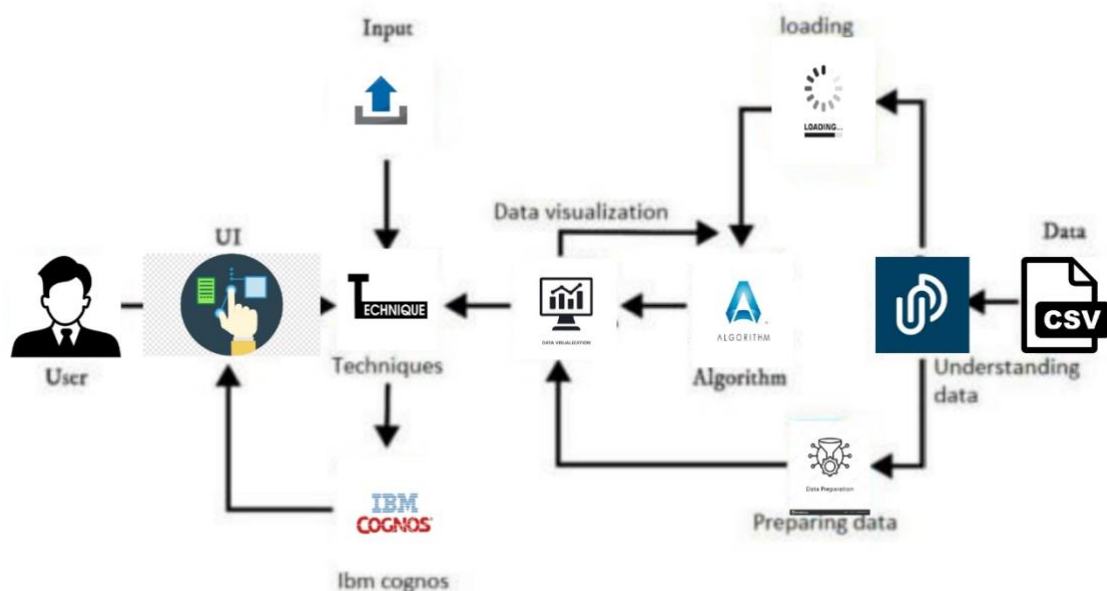 Input
loading
LOADING...
Data visualization
UI
Data
TECHNIQUE
DATA VISUALIZATION
ALGORITHM
CSV
User
Techniques
Algorithm
Understanding
data
Data Preparation
IBM
COGNOS
Preparing data
Ibm cognos